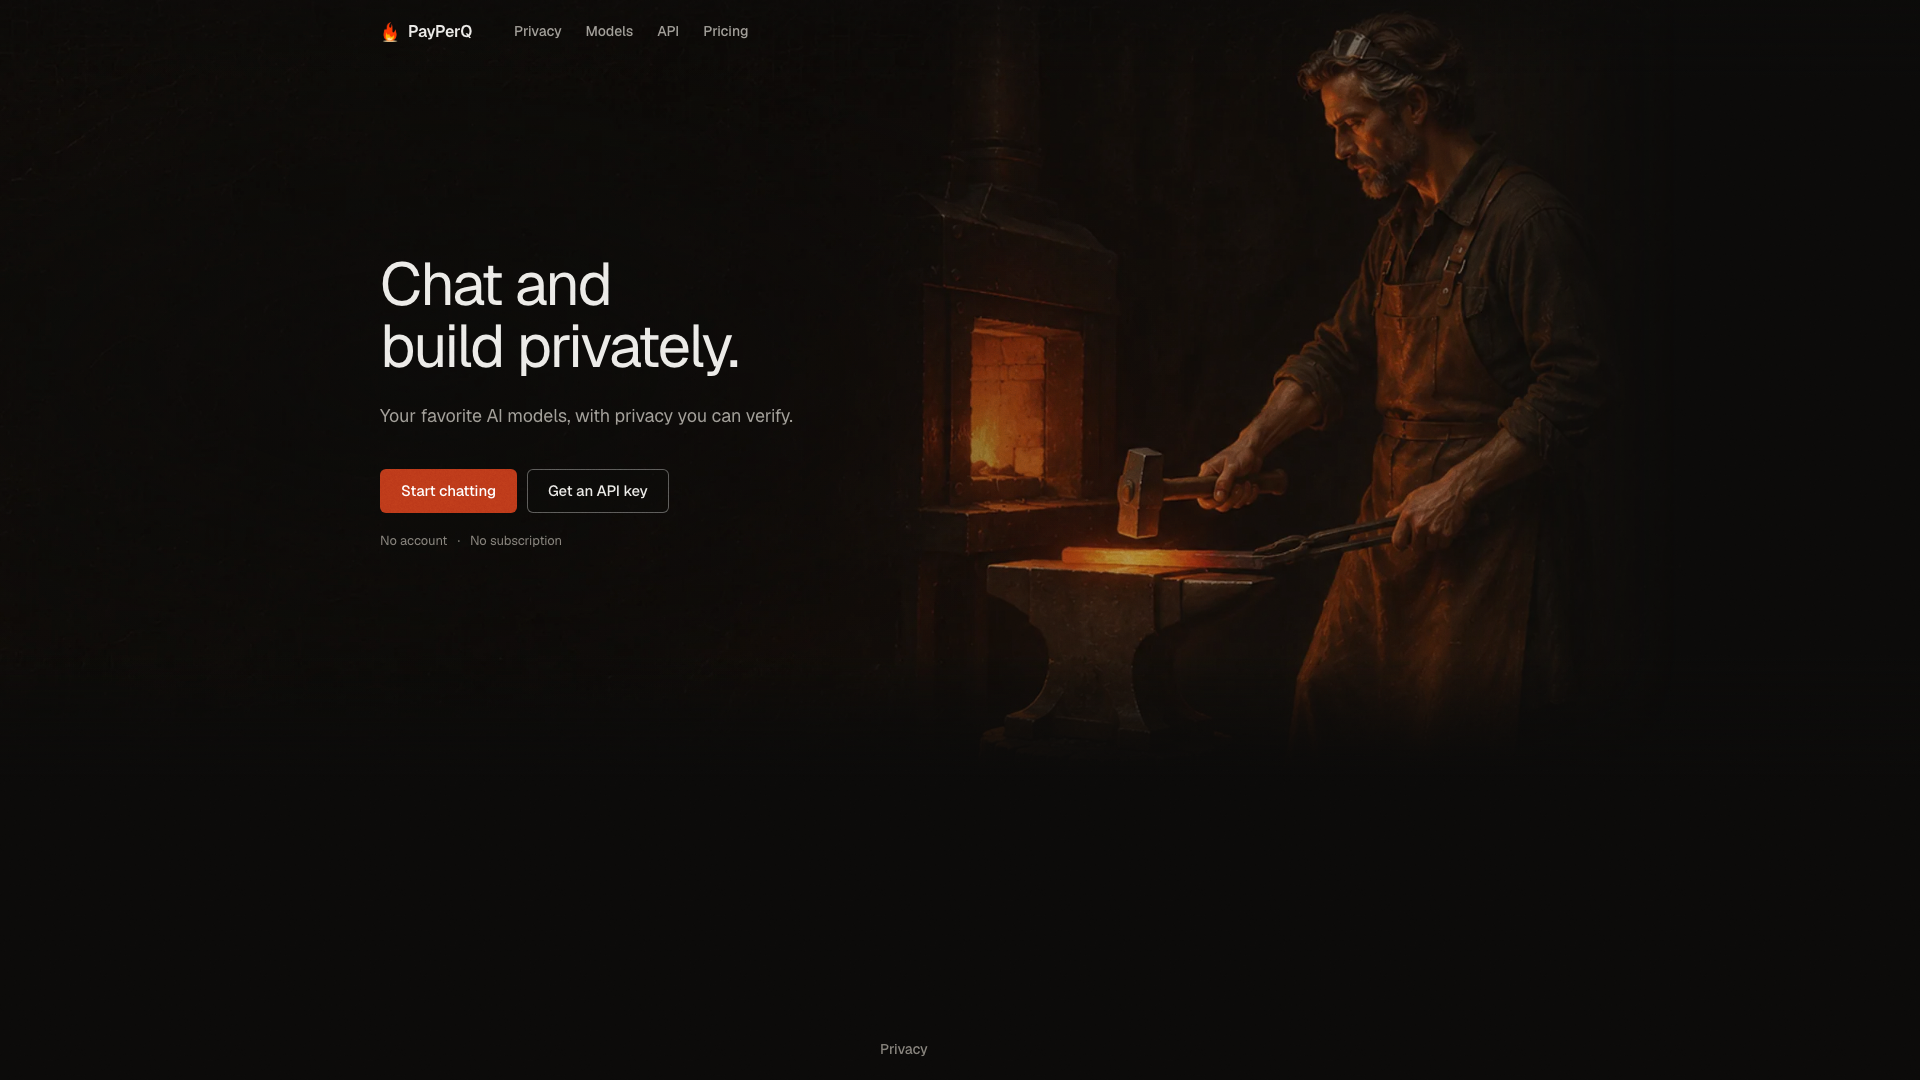 PayPerQ
Privacy
Models
API
Pricing
Chat and
build privately.
Your favorite AI models, with privacy you can verify.
Start chatting
Get an API key
No account · No subscription
Privacy